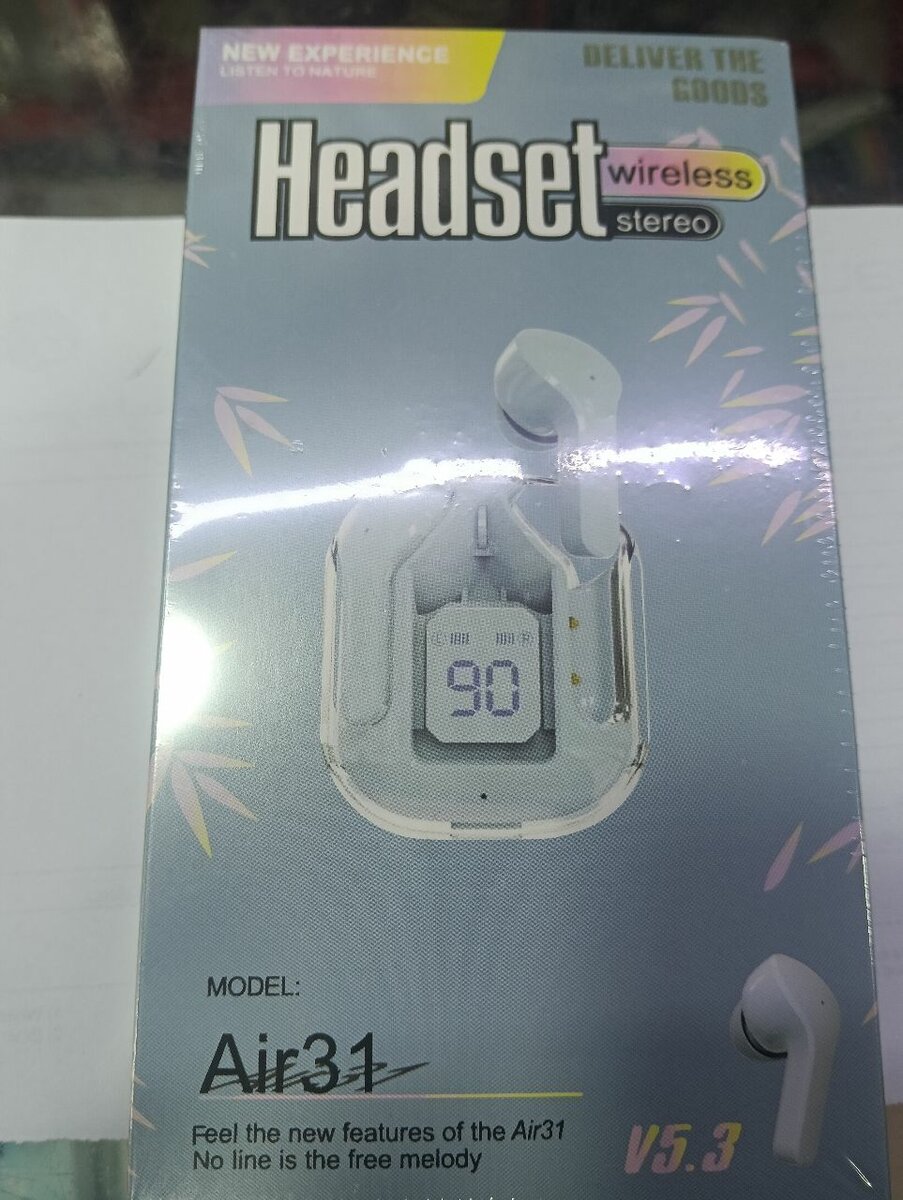 NEW EXPERIENCE
LISTEN TO NATURE
DELIVER THE
GOODS
Headset
wireless
stereo
L R
90
MODEL:
Air31
Feel the new features of the Air31
No line is the free melody
V5.3